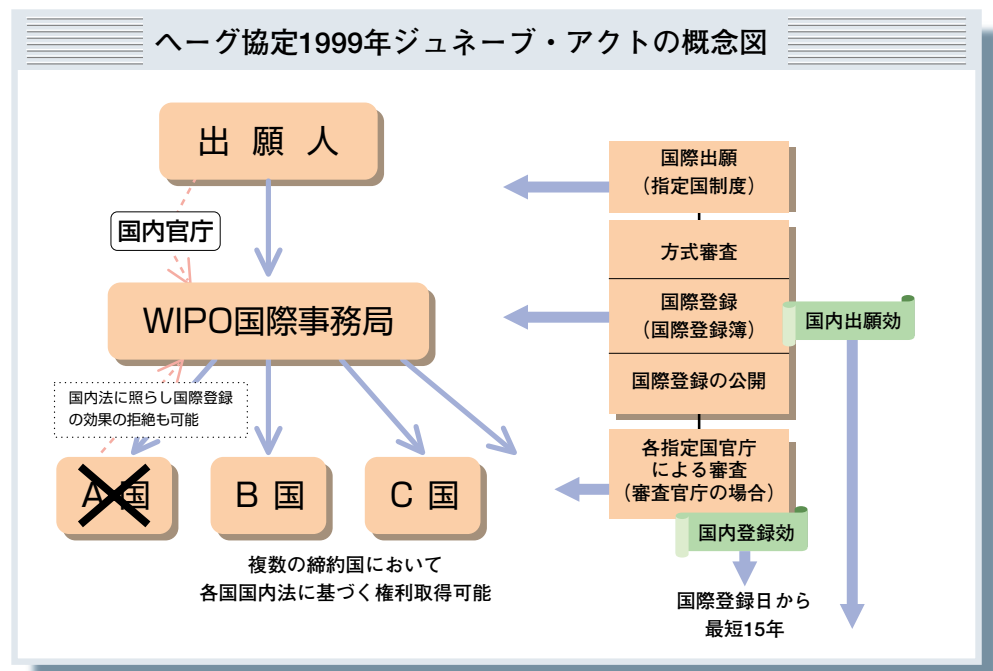 ヘーグ協定1999年ジュネーブ・アクトの概念図
出 願 人
国内官庁
WIPO国際事務局
国内法に照らし国際登録
の効果の拒絶も可能
A 国
B 国
C 国
複数の締約国において
各国国内法に基づく権利取得可能
国際出願
（指定国制度）
方式審査
国際登録
（国際登録簿）
国際登録の公開
国内出願効
各指定国官庁
による審査
（審査官庁の場合）
国内登録効
国際登録日から
最短15年